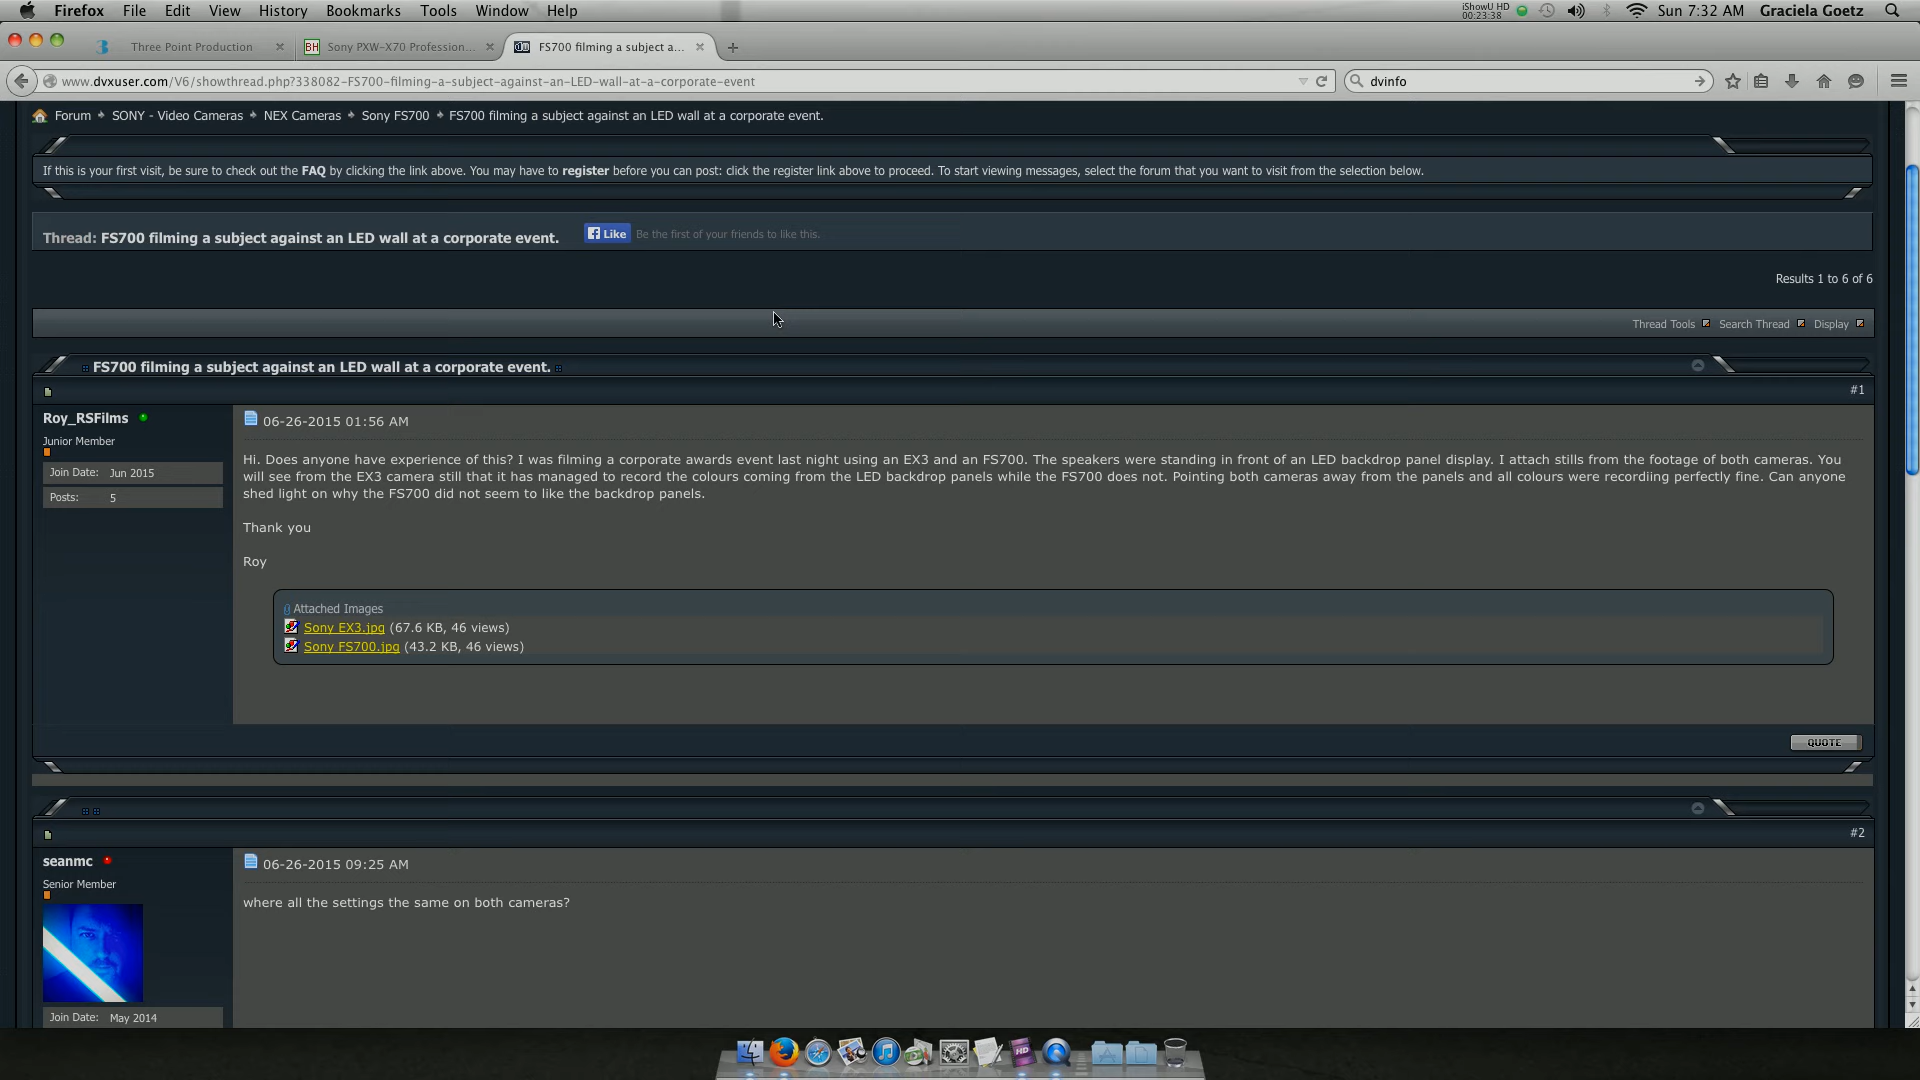 Firefox File Edit View History Bookmarks Tools Window Help
iShowU HD
00:23:38
Sun 7:32 AM Graciela Goetz
Three Point Production
BH Sony PXW-X70 Profession...
dvx FS700 filming a subject a...
www.dvxuser.com/V6/showthread.php?338082-FS700-filming-a-subject-against-an-LED-wall-at-a-corporate-event
dvinfo
Forum SONY - Video Cameras NEX Cameras Sony FS700 FS700 filming a subject against an LED wall at a corporate event.
If this is your first visit, be sure to check out the FAQ by clicking the link above. You may have to register before you can post: click the register link above to proceed. To start viewing messages, select the forum that you want to visit from the selection below.
Thread: FS700 filming a subject against an LED wall at a corporate event.
Like Be the first of your friends to like this.
Results 1 to 6 of 6
Thread Tools Search Thread Display
FS700 filming a subject against an LED wall at a corporate event.
#1
Roy_RSFilms
Junior Member
Join Date: Jun 2015
Posts: 5
06-26-2015 01:56 AM
Hi. Does anyone have experience of this? I was filming a corporate awards event last night using an EX3 and an FS700. The speakers were standing in front of an LED backdrop panel display. I attach stills from the footage of both cameras. You
will see from the EX3 camera still that it has managed to record the colours coming from the LED backdrop panels while the FS700 does not. Pointing both cameras away from the panels and all colours were recordiing perfectly fine. Can anyone
shed light on why the FS700 did not seem to like the backdrop panels.
Thank you
Roy
Attached Images
Sony EX3.jpg (67.6 KB, 46 views)
Sony FS700.jpg (43.2 KB, 46 views)
QUOTE
#2
seanmc
Senior Member
Join Date: May 2014
06-26-2015 09:25 AM
where all the settings the same on both cameras?
HD